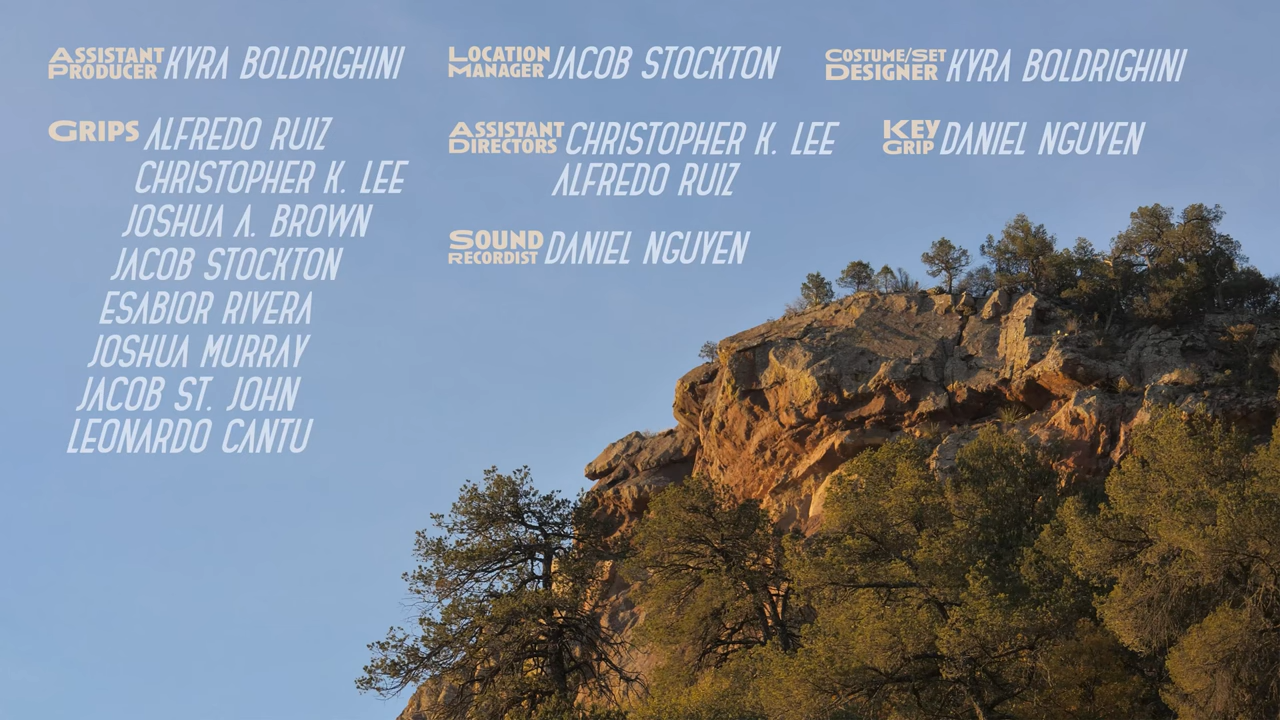 ASSISTANT PRODUCER KYRA BOLDRIGHINI
LOCATION MANAGER JACOB STOCKTON
COSTUME/SET DESIGNER KYRA BOLDRIGHINI
GRIPS ALFREDO RUIZ
CHRISTOPHER K. LEE
JOSHUA A. BROWN
JACOB STOCKTON
ESABIOR RIVERA
JOSHUA MURRAY
JACOB ST. JOHN
LEONARDO CANTU
ASSISTANT DIRECTORS CHRISTOPHER K. LEE
ALFREDO RUIZ
KEY GRIP DANIEL NGUYEN
SOUND RECORDIST DANIEL NGUYEN